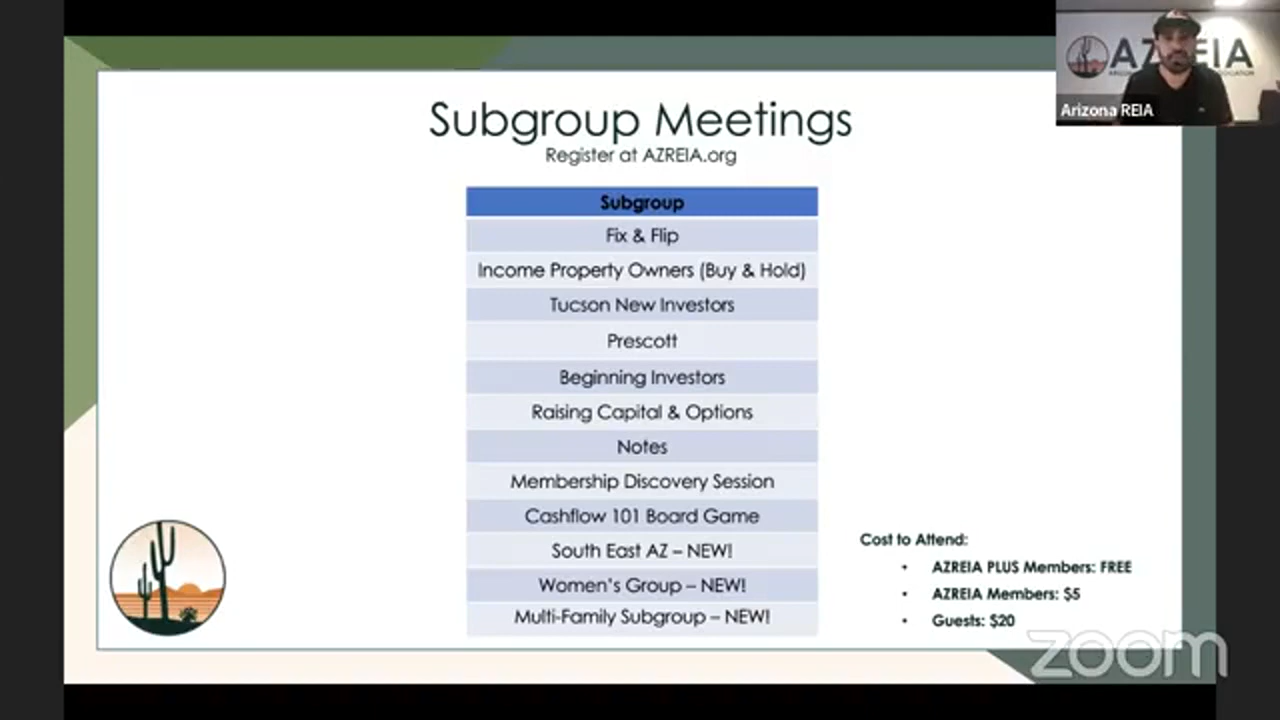 Subgroup Meetings
Register at AZREIA.org
Subgroup
Fix & Flip
Income Property Owners (Buy & Hold)
Tucson New Investors
Prescott
Beginning Investors
Raising Capital & Options
Notes
Membership Discovery Session
Cashflow 101 Board Game
South East AZ – NEW!
Women's Group – NEW!
Multi-Family Subgroup – NEW!
Cost to Attend:
• AZREIA PLUS Members: FREE
• AZREIA Members: $5
• Guests: $20
zoom
Arizona REIA